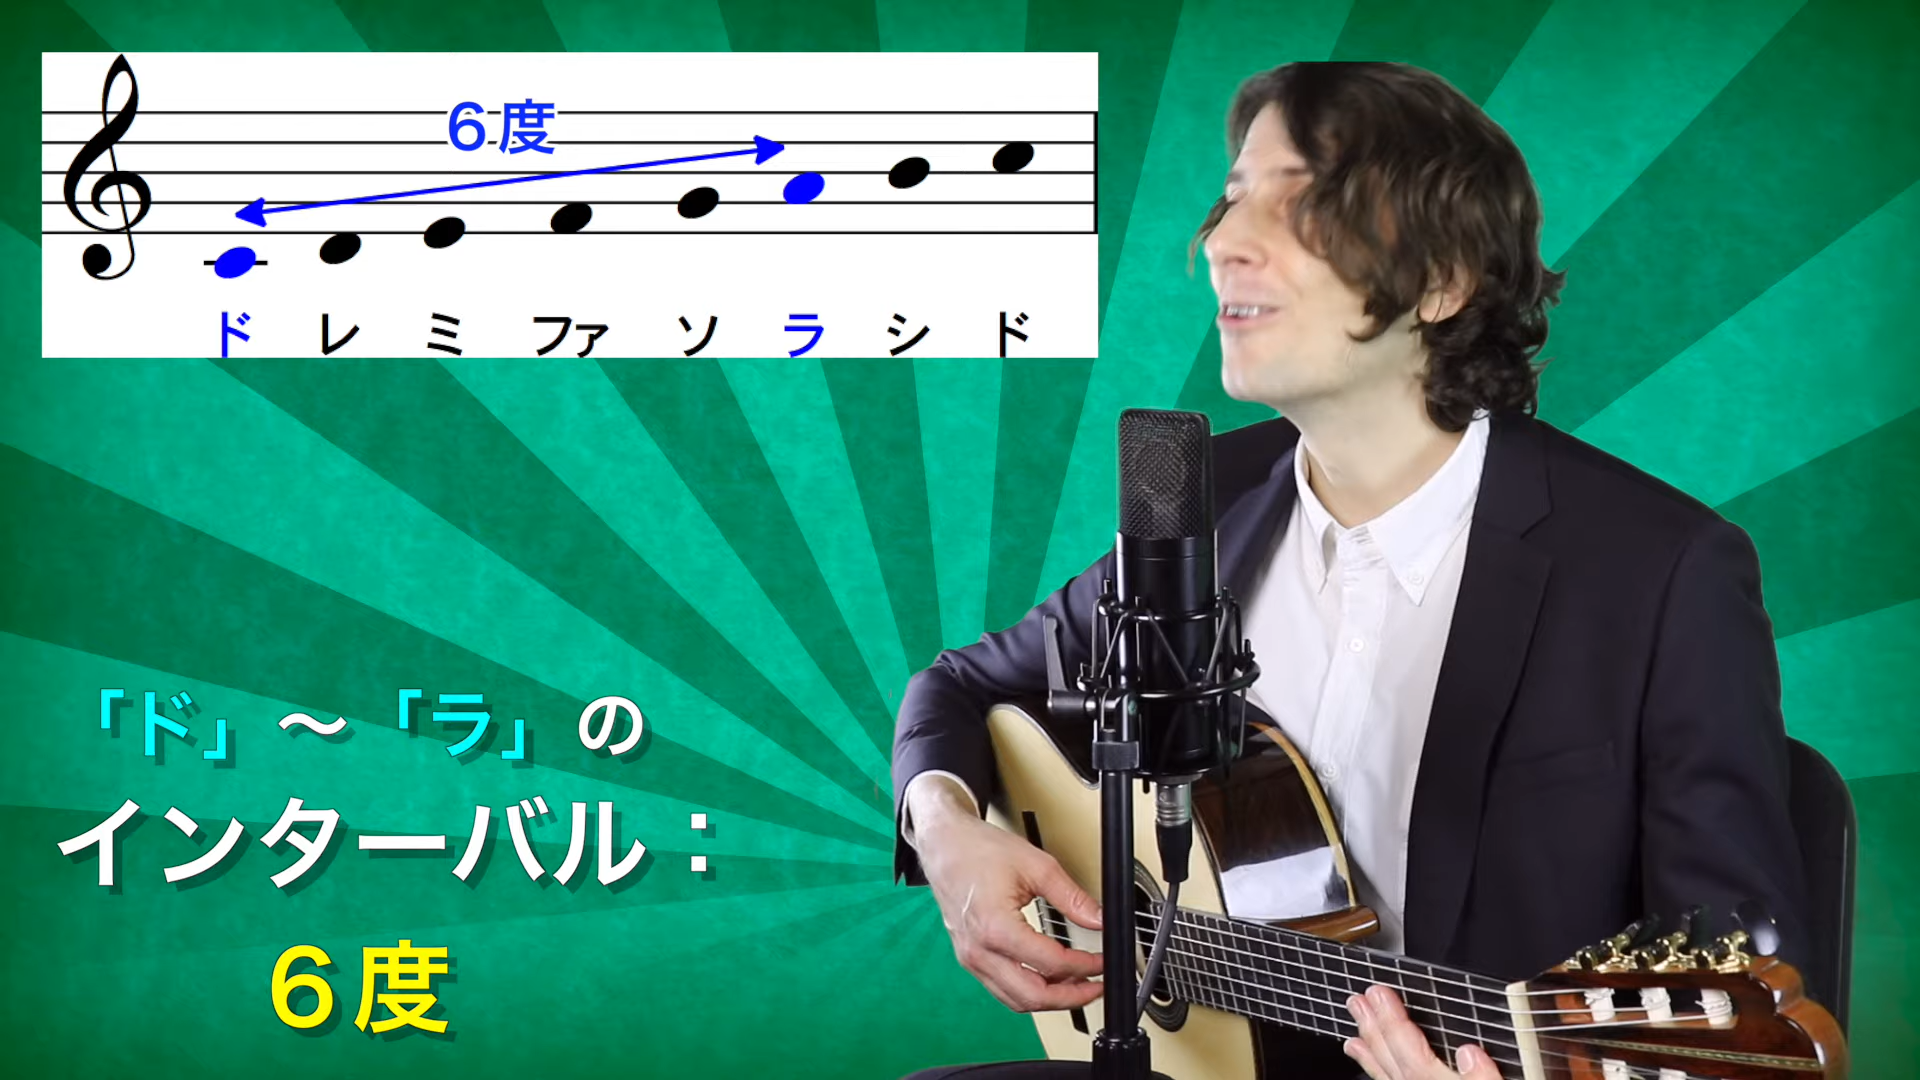 6度
ド レ ミ ファ ソ ラ シ ド
「ド」～「ラ」の
インターバル：
6度